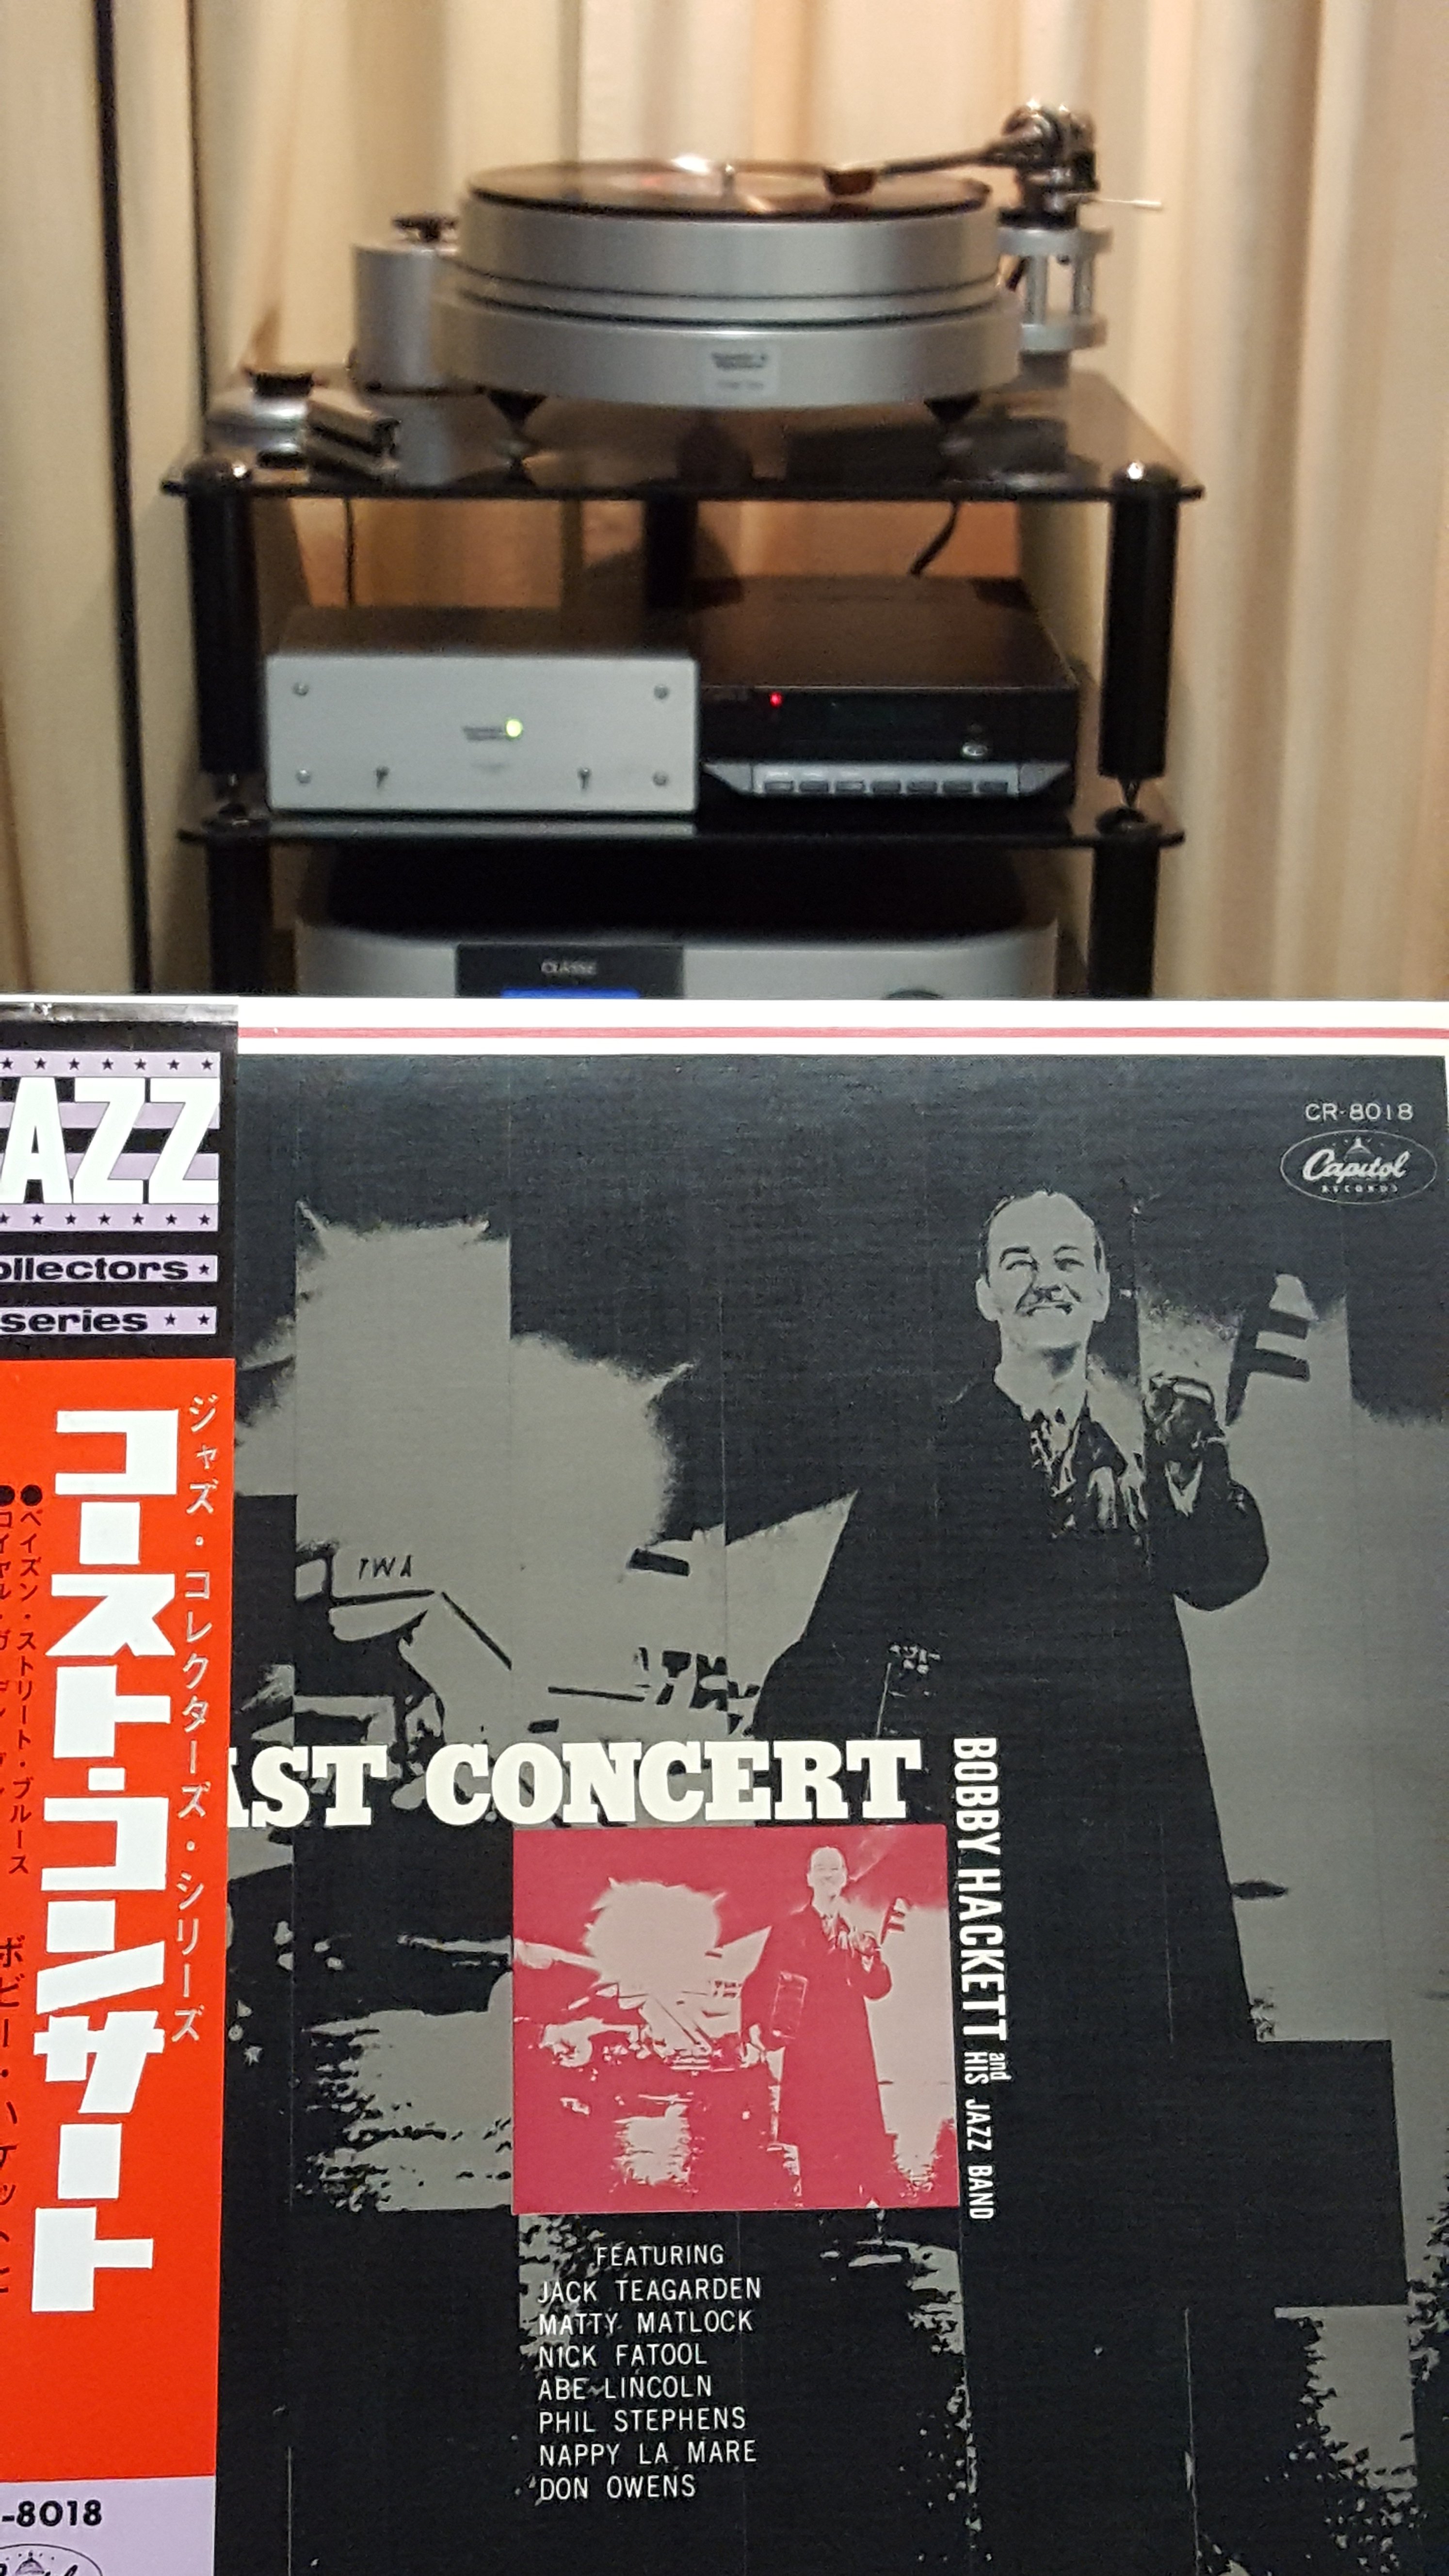 CLASSÉ
AZZ
ollectors
series
ジャズ・コレクターズ・シリーズ
コースト・コンサート
●ベイズン・ストリート・ブルース
ボビー・ハケット
-8018
CR-8018
Capitol
RECORDS
TWA
AST CONCERT
BOBBY HACKETT and HIS JAZZ BAND
FEATURING
JACK TEAGARDEN
MATTY MATLOCK
NICK FATOOL
ABE LINCOLN
PHIL STEPHENS
NAPPY LA MARE
DON OWENS